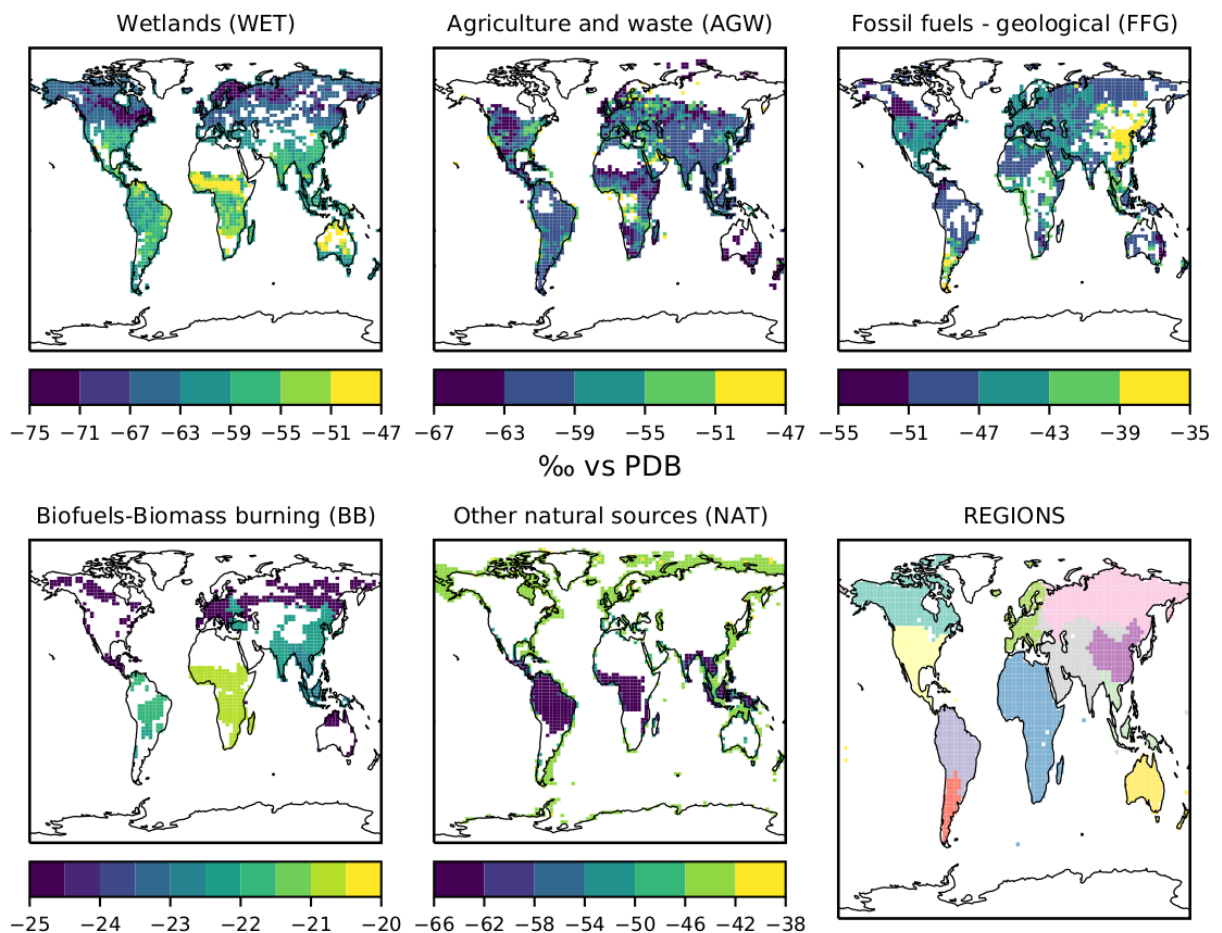 Wetlands (WET)
Agriculture and waste (AGW)
Fossil fuels - geological (FFG)
−75 −71 −67 −63 −59 −55 −51 −47
−67 −63 −59 −55 −51 −47
−55 −51 −47 −43 −39 −35
‰ vs PDB
Biofuels-Biomass burning (BB)
Other natural sources (NAT)
REGIONS
−25 −24 −23 −22 −21 −20
−66 −62 −58 −54 −50 −46 −42 −38